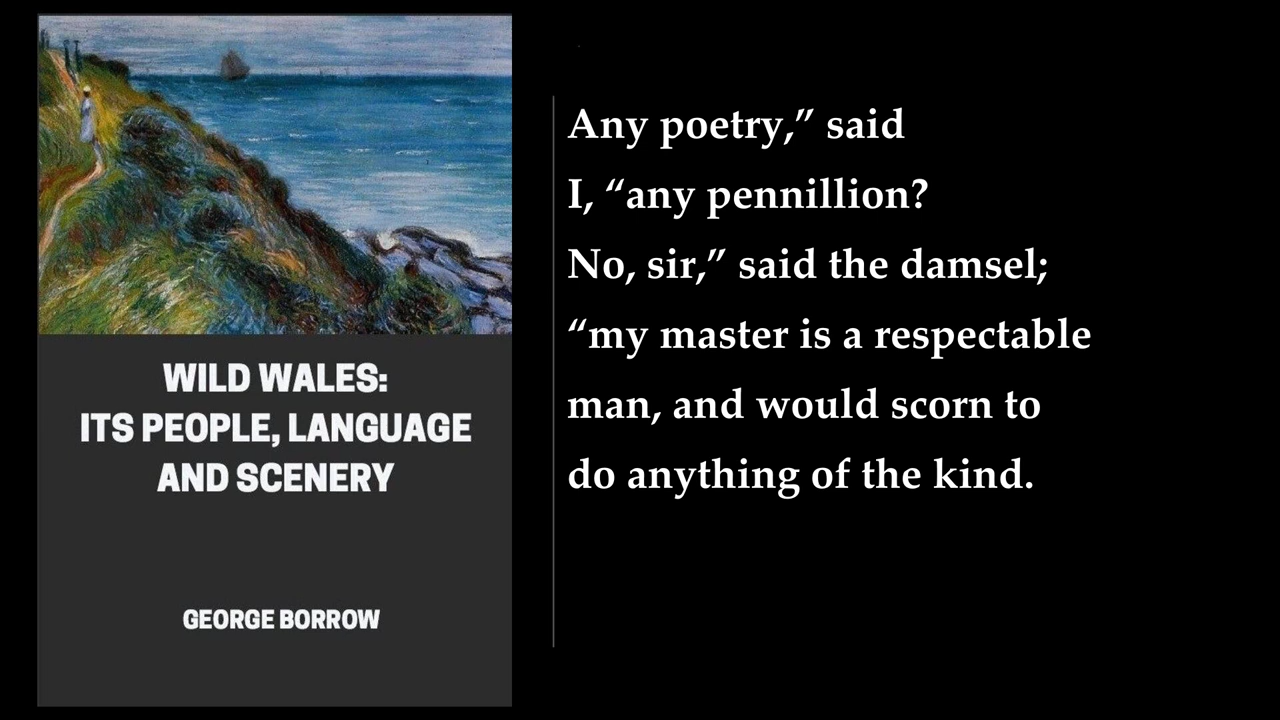 WILD WALES:
ITS PEOPLE, LANGUAGE
AND SCENERY
GEORGE BORROW
Any poetry,” said
I, “any pennillion?
No, sir,” said the damsel;
“my master is a respectable
man, and would scorn to
do anything of the kind.